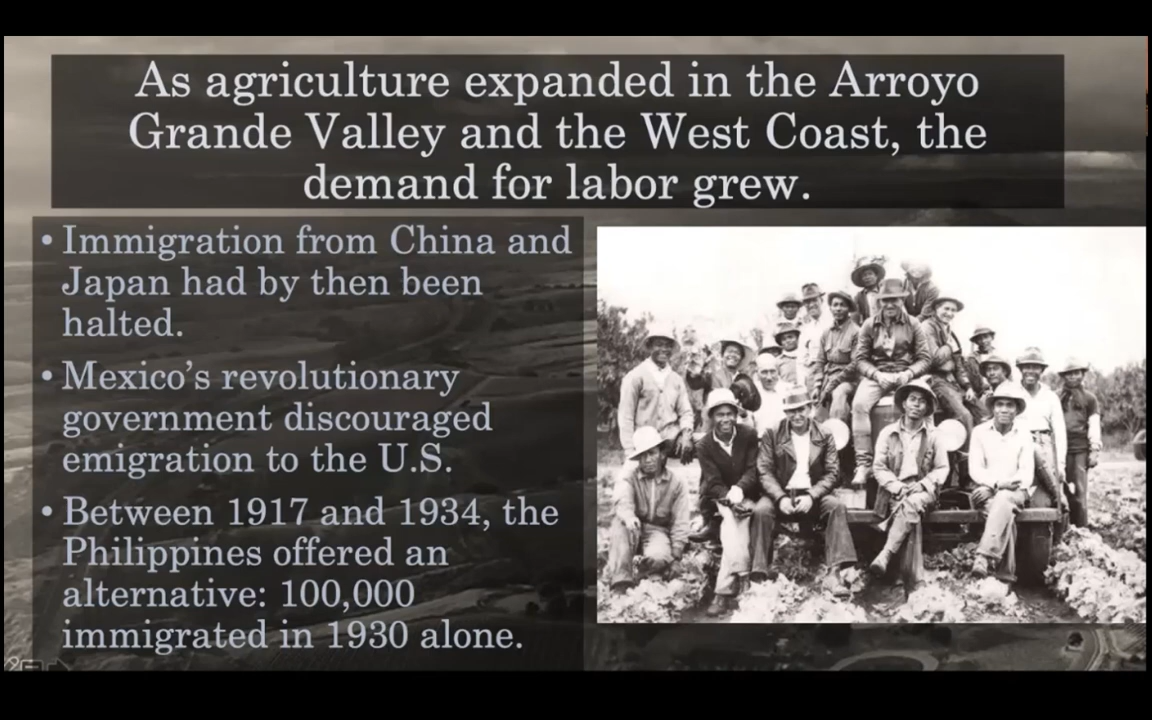 As agriculture expanded in the Arroyo
Grande Valley and the West Coast, the
demand for labor grew.
• Immigration from China and
Japan had by then been
halted.
• Mexico’s revolutionary
government discouraged
emigration to the U.S.
• Between 1917 and 1934, the
Philippines offered an
alternative: 100,000
immigrated in 1930 alone.